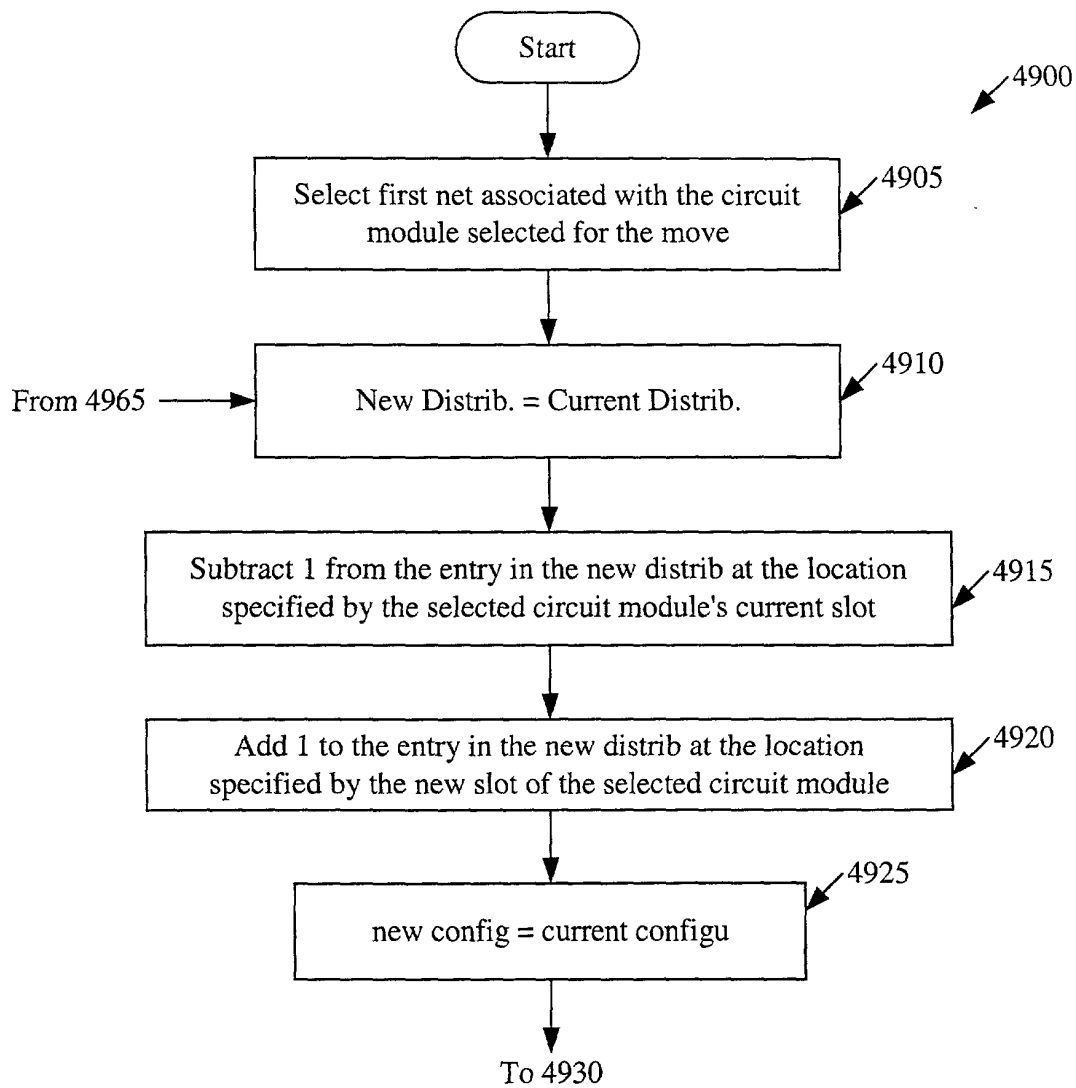 Start
4900
4905
Select first net associated with the circuit
module selected for the move
4910
From 4965
New Distrib. = Current Distrib.
4915
Subtract 1 from the entry in the new distrib at the location
specified by the selected circuit module's current slot
4920
Add 1 to the entry in the new distrib at the location
specified by the new slot of the selected circuit module
4925
new config = current configu
To 4930